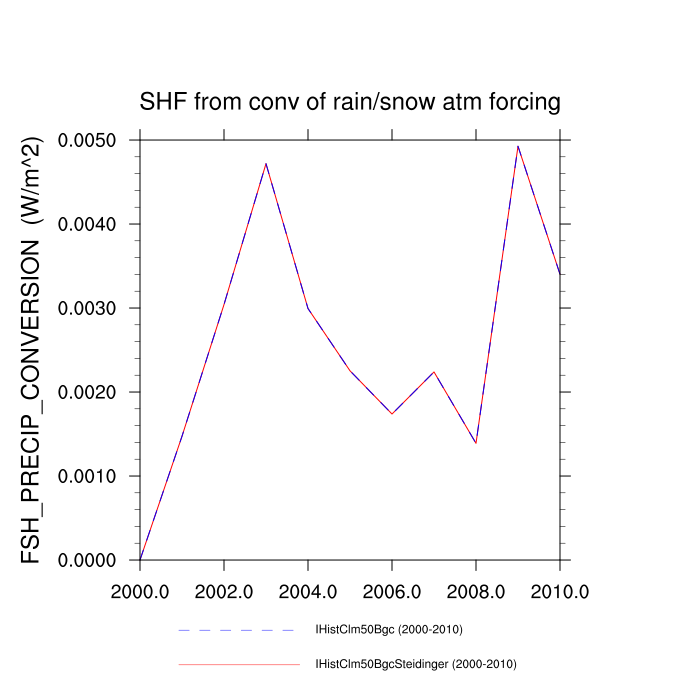 SHF from conv of rain/snow atm forcing
FSH_PRECIP_CONVERSION (W/m^2)
0.0050
0.0040
0.0030
0.0020
0.0010
0.0000
2000.0 2002.0 2004.0 2006.0 2008.0 2010.0
IHistClm50Bgc (2000-2010)
IHistClm50BgcSteidinger (2000-2010)